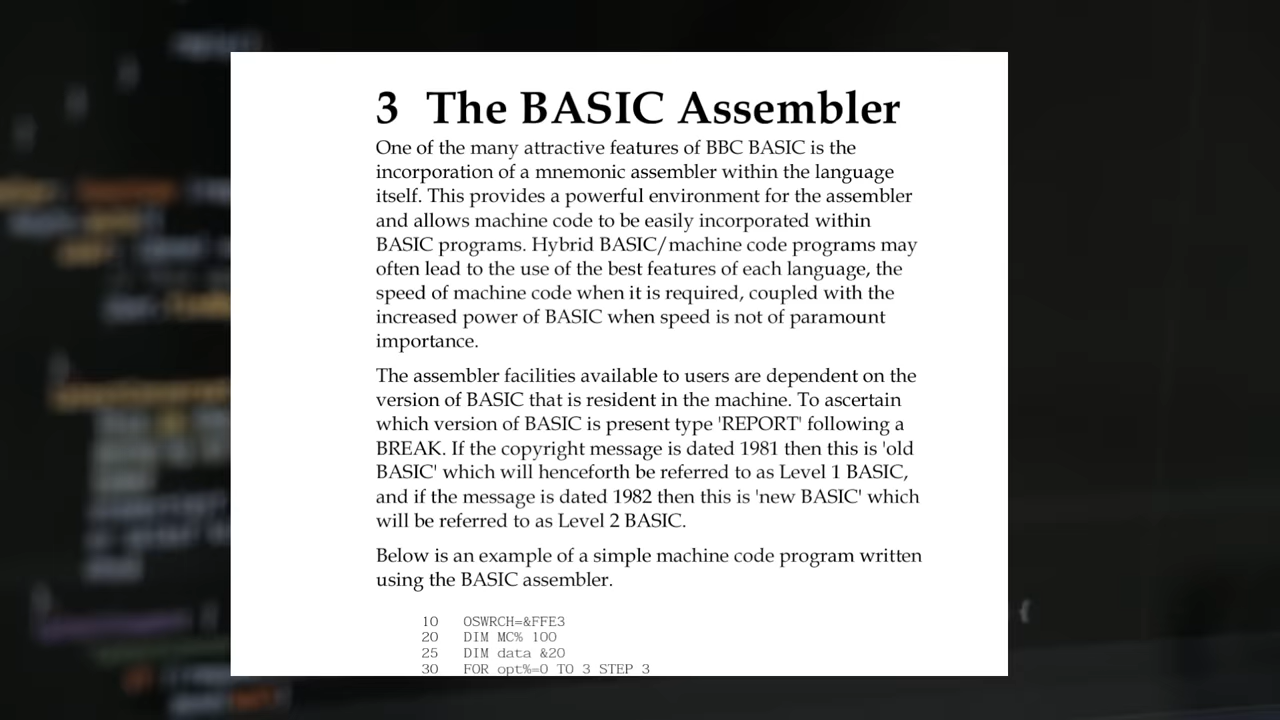 3 The BASIC Assembler
One of the many attractive features of BBC BASIC is the
incorporation of a mnemonic assembler within the language
itself. This provides a powerful environment for the assembler
and allows machine code to be easily incorporated within
BASIC programs. Hybrid BASIC/machine code programs may
often lead to the use of the best features of each language, the
speed of machine code when it is required, coupled with the
increased power of BASIC when speed is not of paramount
importance.
The assembler facilities available to users are dependent on the
version of BASIC that is resident in the machine. To ascertain
which version of BASIC is present type 'REPORT' following a
BREAK. If the copyright message is dated 1981 then this is 'old
BASIC' which will henceforth be referred to as Level 1 BASIC,
and if the message is dated 1982 then this is 'new BASIC' which
will be referred to as Level 2 BASIC.
Below is an example of a simple machine code program written
using the BASIC assembler.
10 OSWRCH=&FFE3
20 DIM MC% 100
25 DIM data &20
30 FOR opt%=0 TO 3 STEP 3